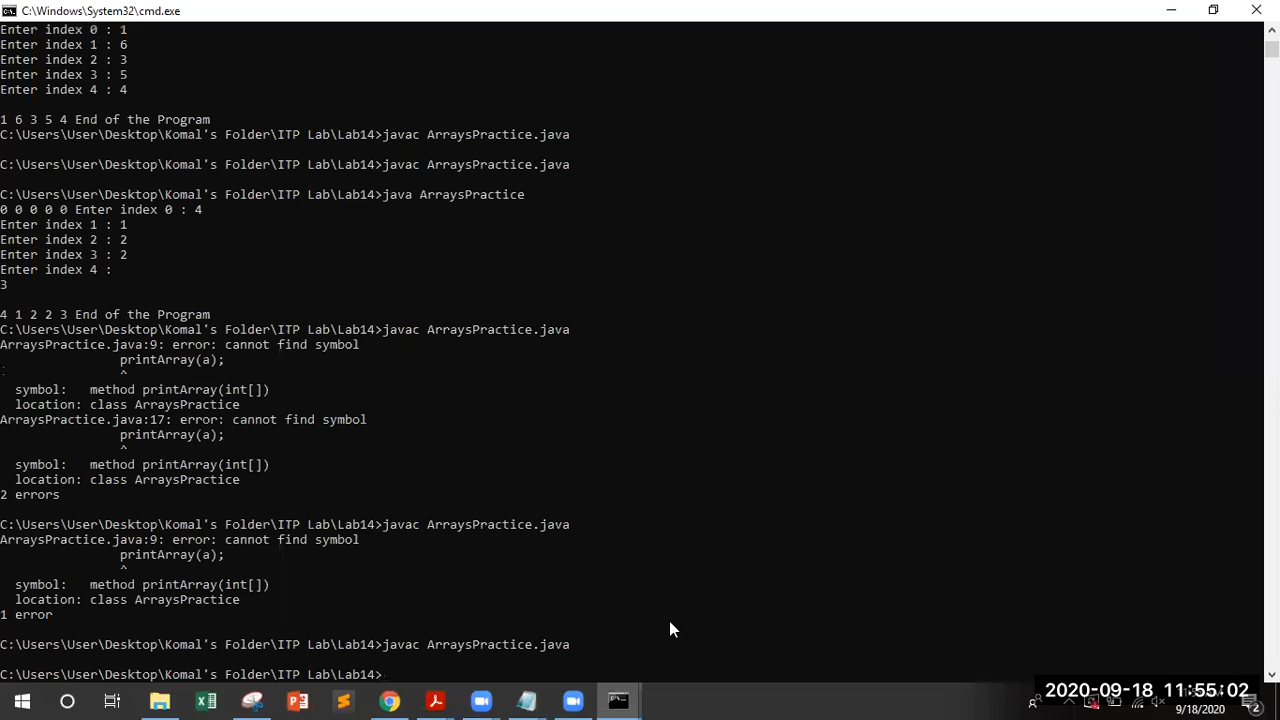 C:\Windows\System32\cmd.exe
Enter index 0 : 1
Enter index 1 : 6
Enter index 2 : 3
Enter index 3 : 5
Enter index 4 : 4
1 6 3 5 4 End of the Program
C:\Users\User\Desktop\Komal's Folder\ITP Lab\Lab14>javac ArraysPractice.java
C:\Users\User\Desktop\Komal's Folder\ITP Lab\Lab14>javac ArraysPractice.java
C:\Users\User\Desktop\Komal's Folder\ITP Lab\Lab14>java ArraysPractice
0 0 0 0 0 Enter index 0 : 4
Enter index 1 : 1
Enter index 2 : 2
Enter index 3 : 2
Enter index 4 :
3
4 1 2 2 3 End of the Program
C:\Users\User\Desktop\Komal's Folder\ITP Lab\Lab14>javac ArraysPractice.java
ArraysPractice.java:9: error: cannot find symbol
printArray(a);
^
symbol:   method printArray(int[])
location: class ArraysPractice
ArraysPractice.java:17: error: cannot find symbol
printArray(a);
^
symbol:   method printArray(int[])
location: class ArraysPractice
2 errors
C:\Users\User\Desktop\Komal's Folder\ITP Lab\Lab14>javac ArraysPractice.java
ArraysPractice.java:9: error: cannot find symbol
printArray(a);
^
symbol:   method printArray(int[])
location: class ArraysPractice
1 error
C:\Users\User\Desktop\Komal's Folder\ITP Lab\Lab14>javac ArraysPractice.java
C:\Users\User\Desktop\Komal's Folder\ITP Lab\Lab14>
2020-09-18 11:55:02
9/18/2020